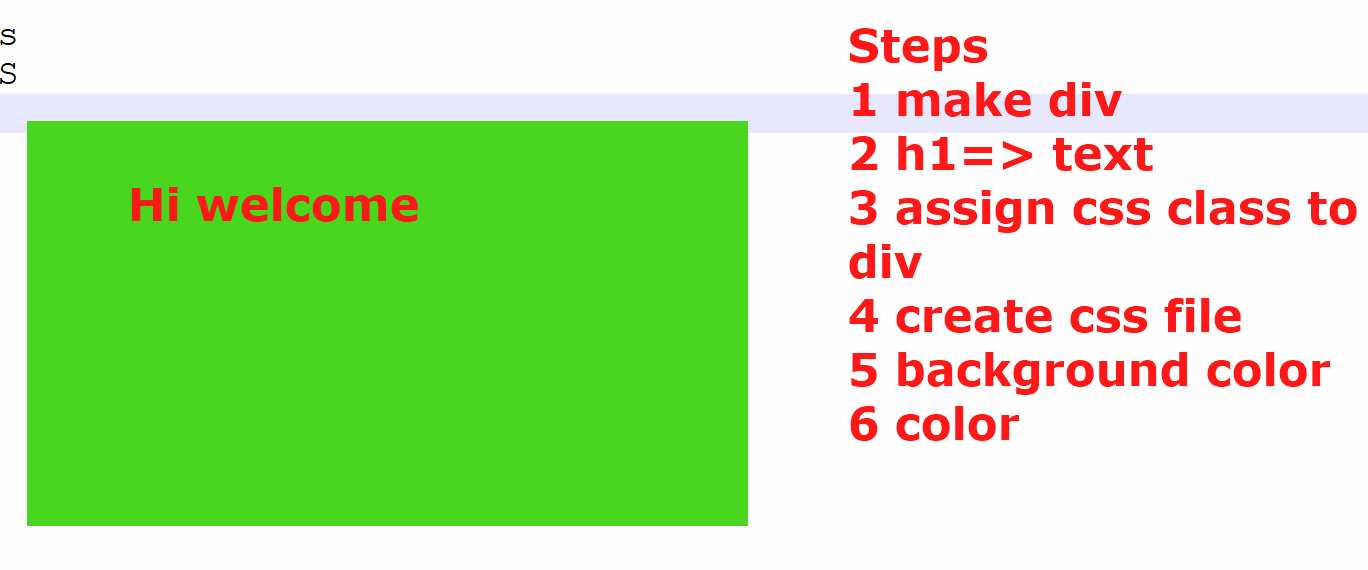 s
S
Hi welcome
Steps
1 make div
2 h1=> text
3 assign css class to
div
4 create css file
5 background color
6 color